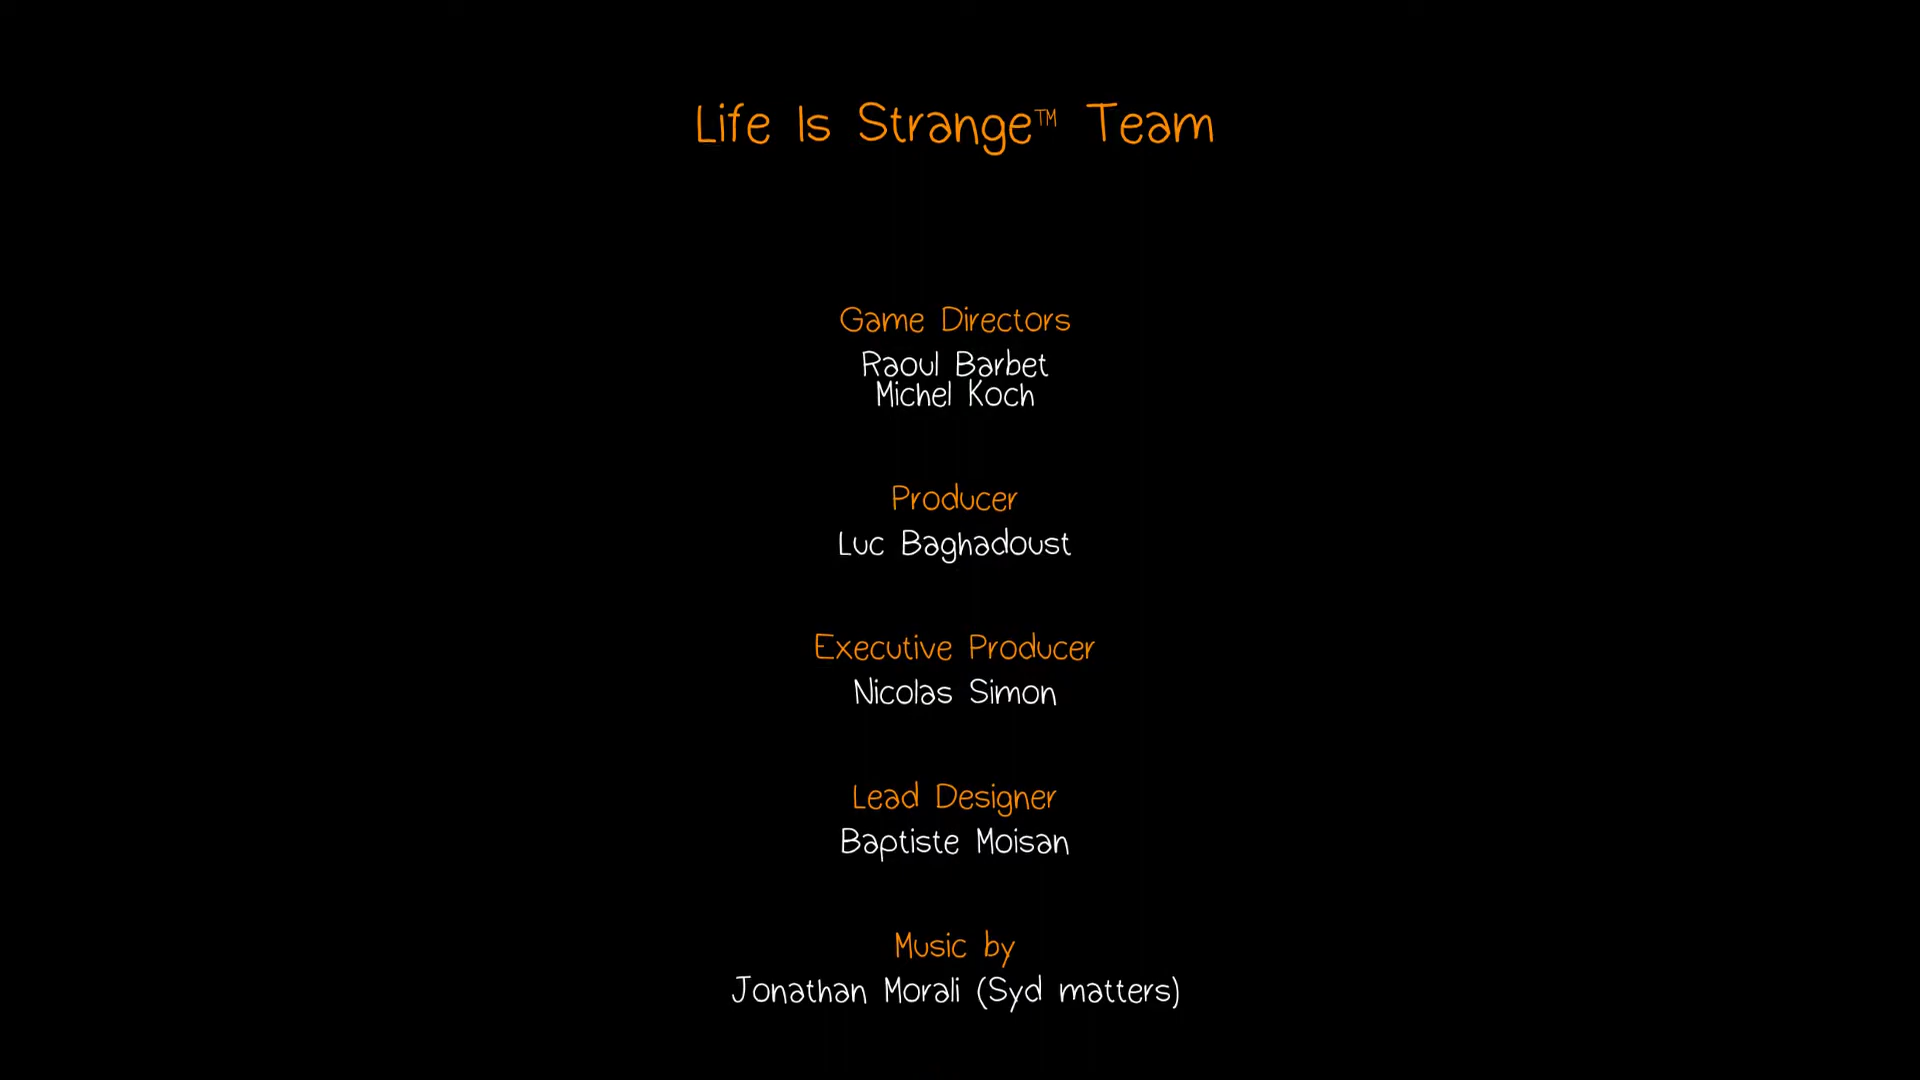 Life Is Strange™ Team
Game Directors
Raoul Barbet
Michel Koch
Producer
Luc Baghadoust
Executive Producer
Nicolas Simon
Lead Designer
Baptiste Moisan
Music by
Jonathan Morali (Syd matters)